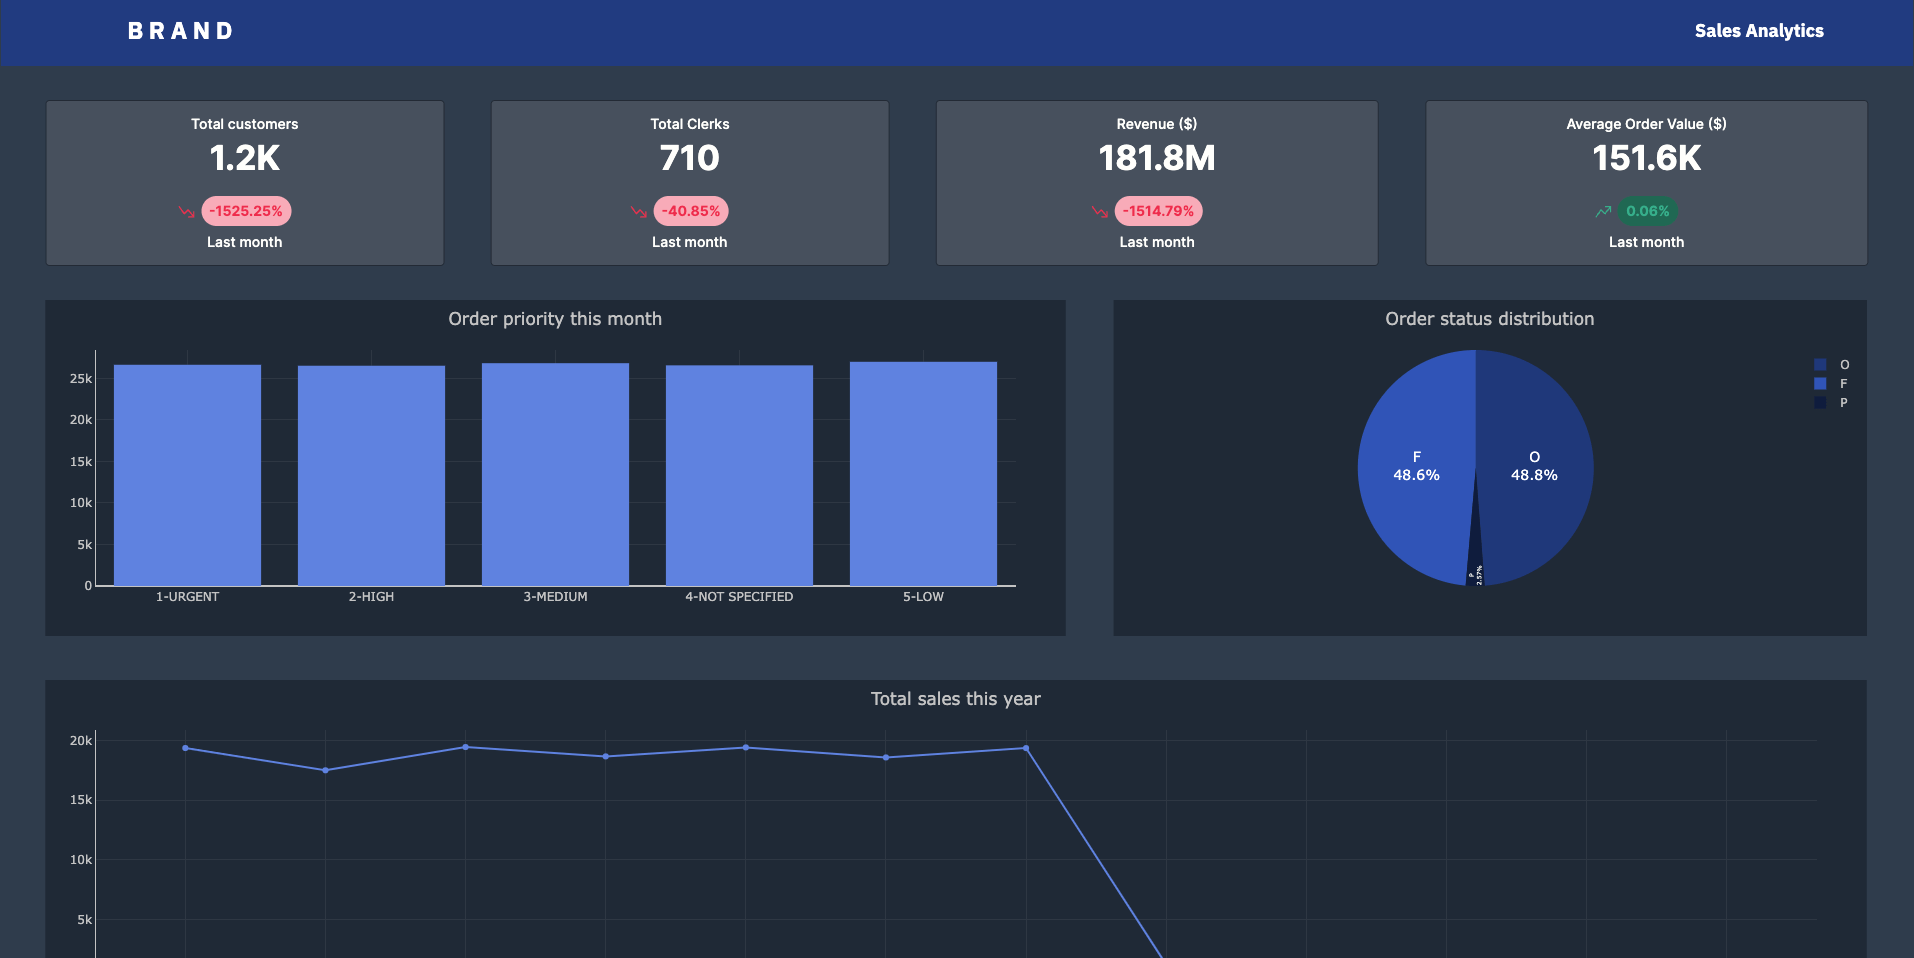 BRAND
Sales Analytics
Total customers
1.2K
-1525.25%
Last month
Total Clerks
710
-40.85%
Last month
Revenue ($)
181.8M
-1514.79%
Last month
Average Order Value ($)
151.6K
0.06%
Last month
Order priority this month
25k
20k
15k
10k
5k
0
1-URGENT
2-HIGH
3-MEDIUM
4-NOT SPECIFIED
5-LOW
Order status distribution
O
F
P
F
48.6%
O
48.8%
P
2.57%
Total sales this year
20k
15k
10k
5k